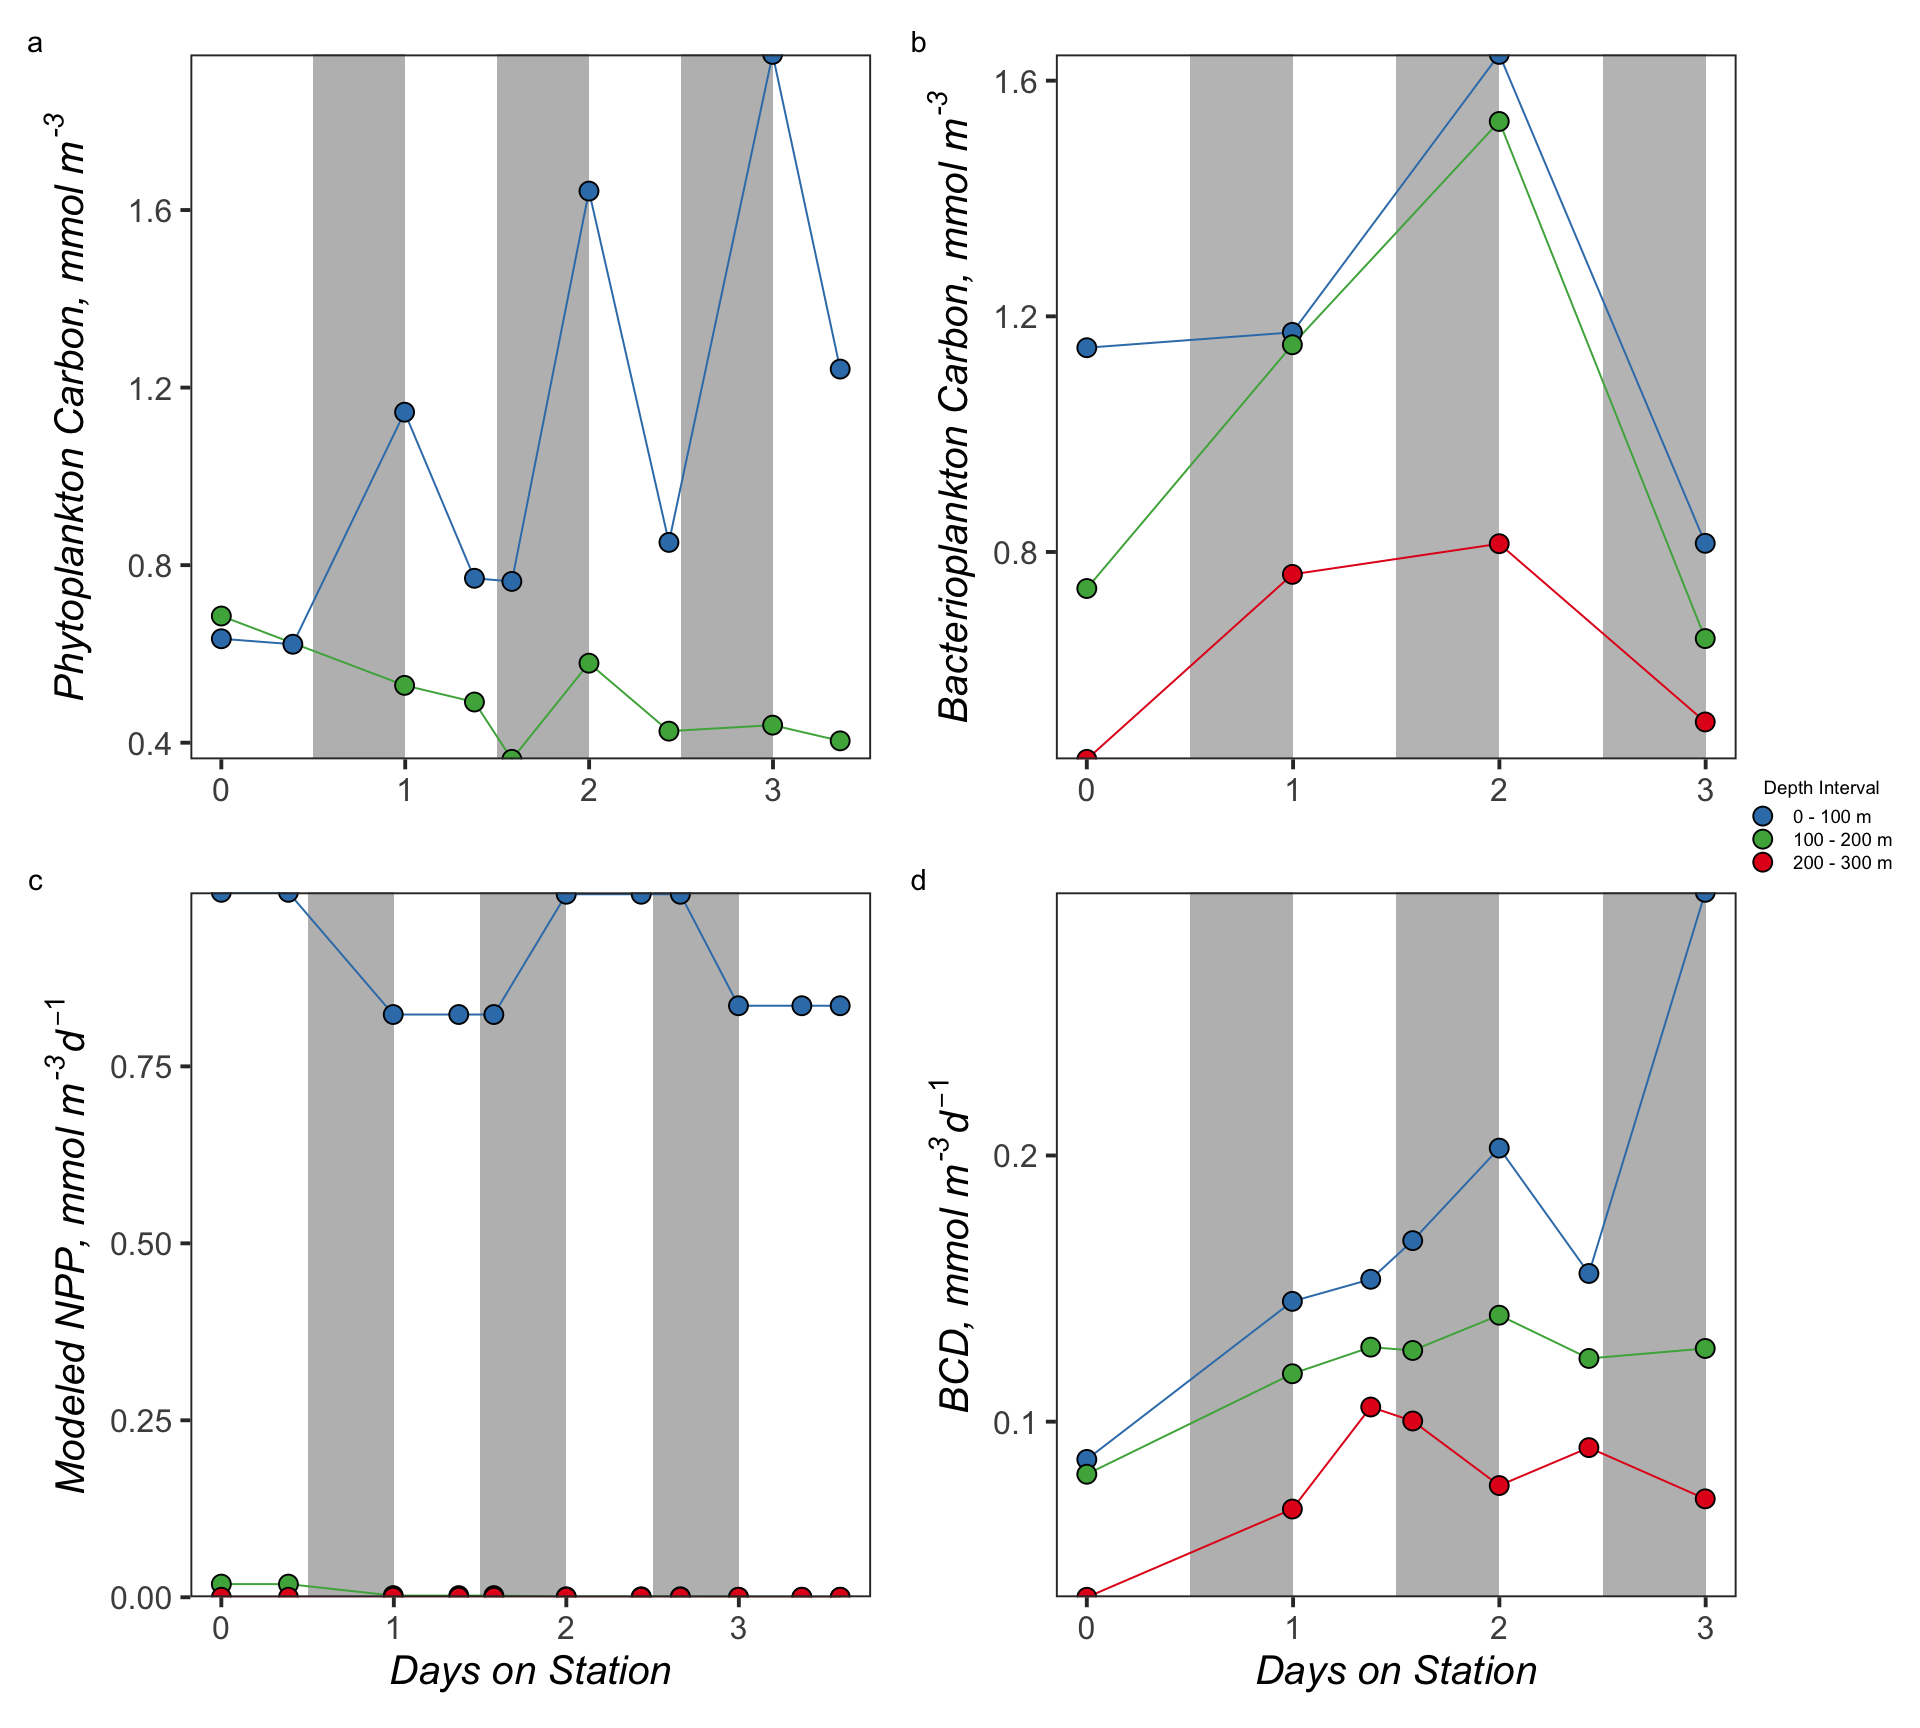 a
Phytoplankton Carbon, mmol m⁻³
1.6
1.2
0.8
0.4
0 1 2 3
b
Bacterioplankton Carbon, mmol m⁻³
1.6
1.2
0.8
0 1 2 3
Depth Interval
0 - 100 m
100 - 200 m
200 - 300 m
c
Modeled NPP, mmol m⁻³ d⁻¹
0.75
0.50
0.25
0.00
0 1 2 3
Days on Station
d
BCD, mmol m⁻³ d⁻¹
0.2
0.1
0 1 2 3
Days on Station